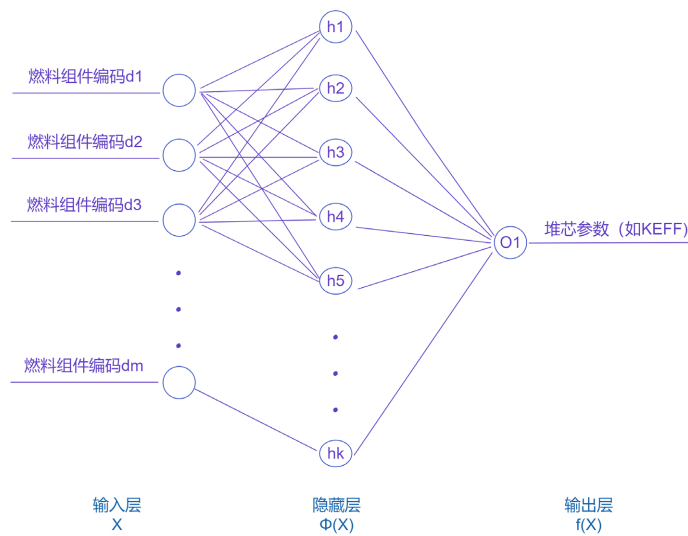 h1
燃料组件编码d1
h2
燃料组件编码d2
h3
燃料组件编码d3
h4
O1
堆芯参数（如KEFF)
h5
燃料组件编码dm
hk
输入层
X
隐藏层
Φ(X)
输出层
f(X)